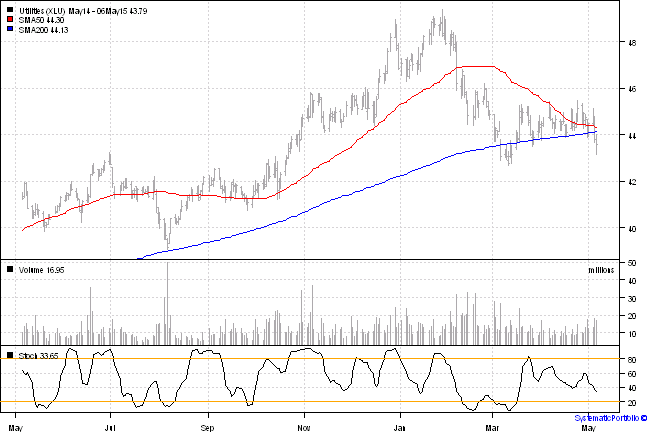 Utilities (XLU) May14 - 06May15 43.79
SMA50 44.30
SMA200 44.13
48
46
44
42
40
Volume 16.95
millions
50
40
30
20
10
Stoch 33.65
80
60
40
20
May
Jul
Sep
Nov
Jan
Mar
May
SystematicPortfolio ©